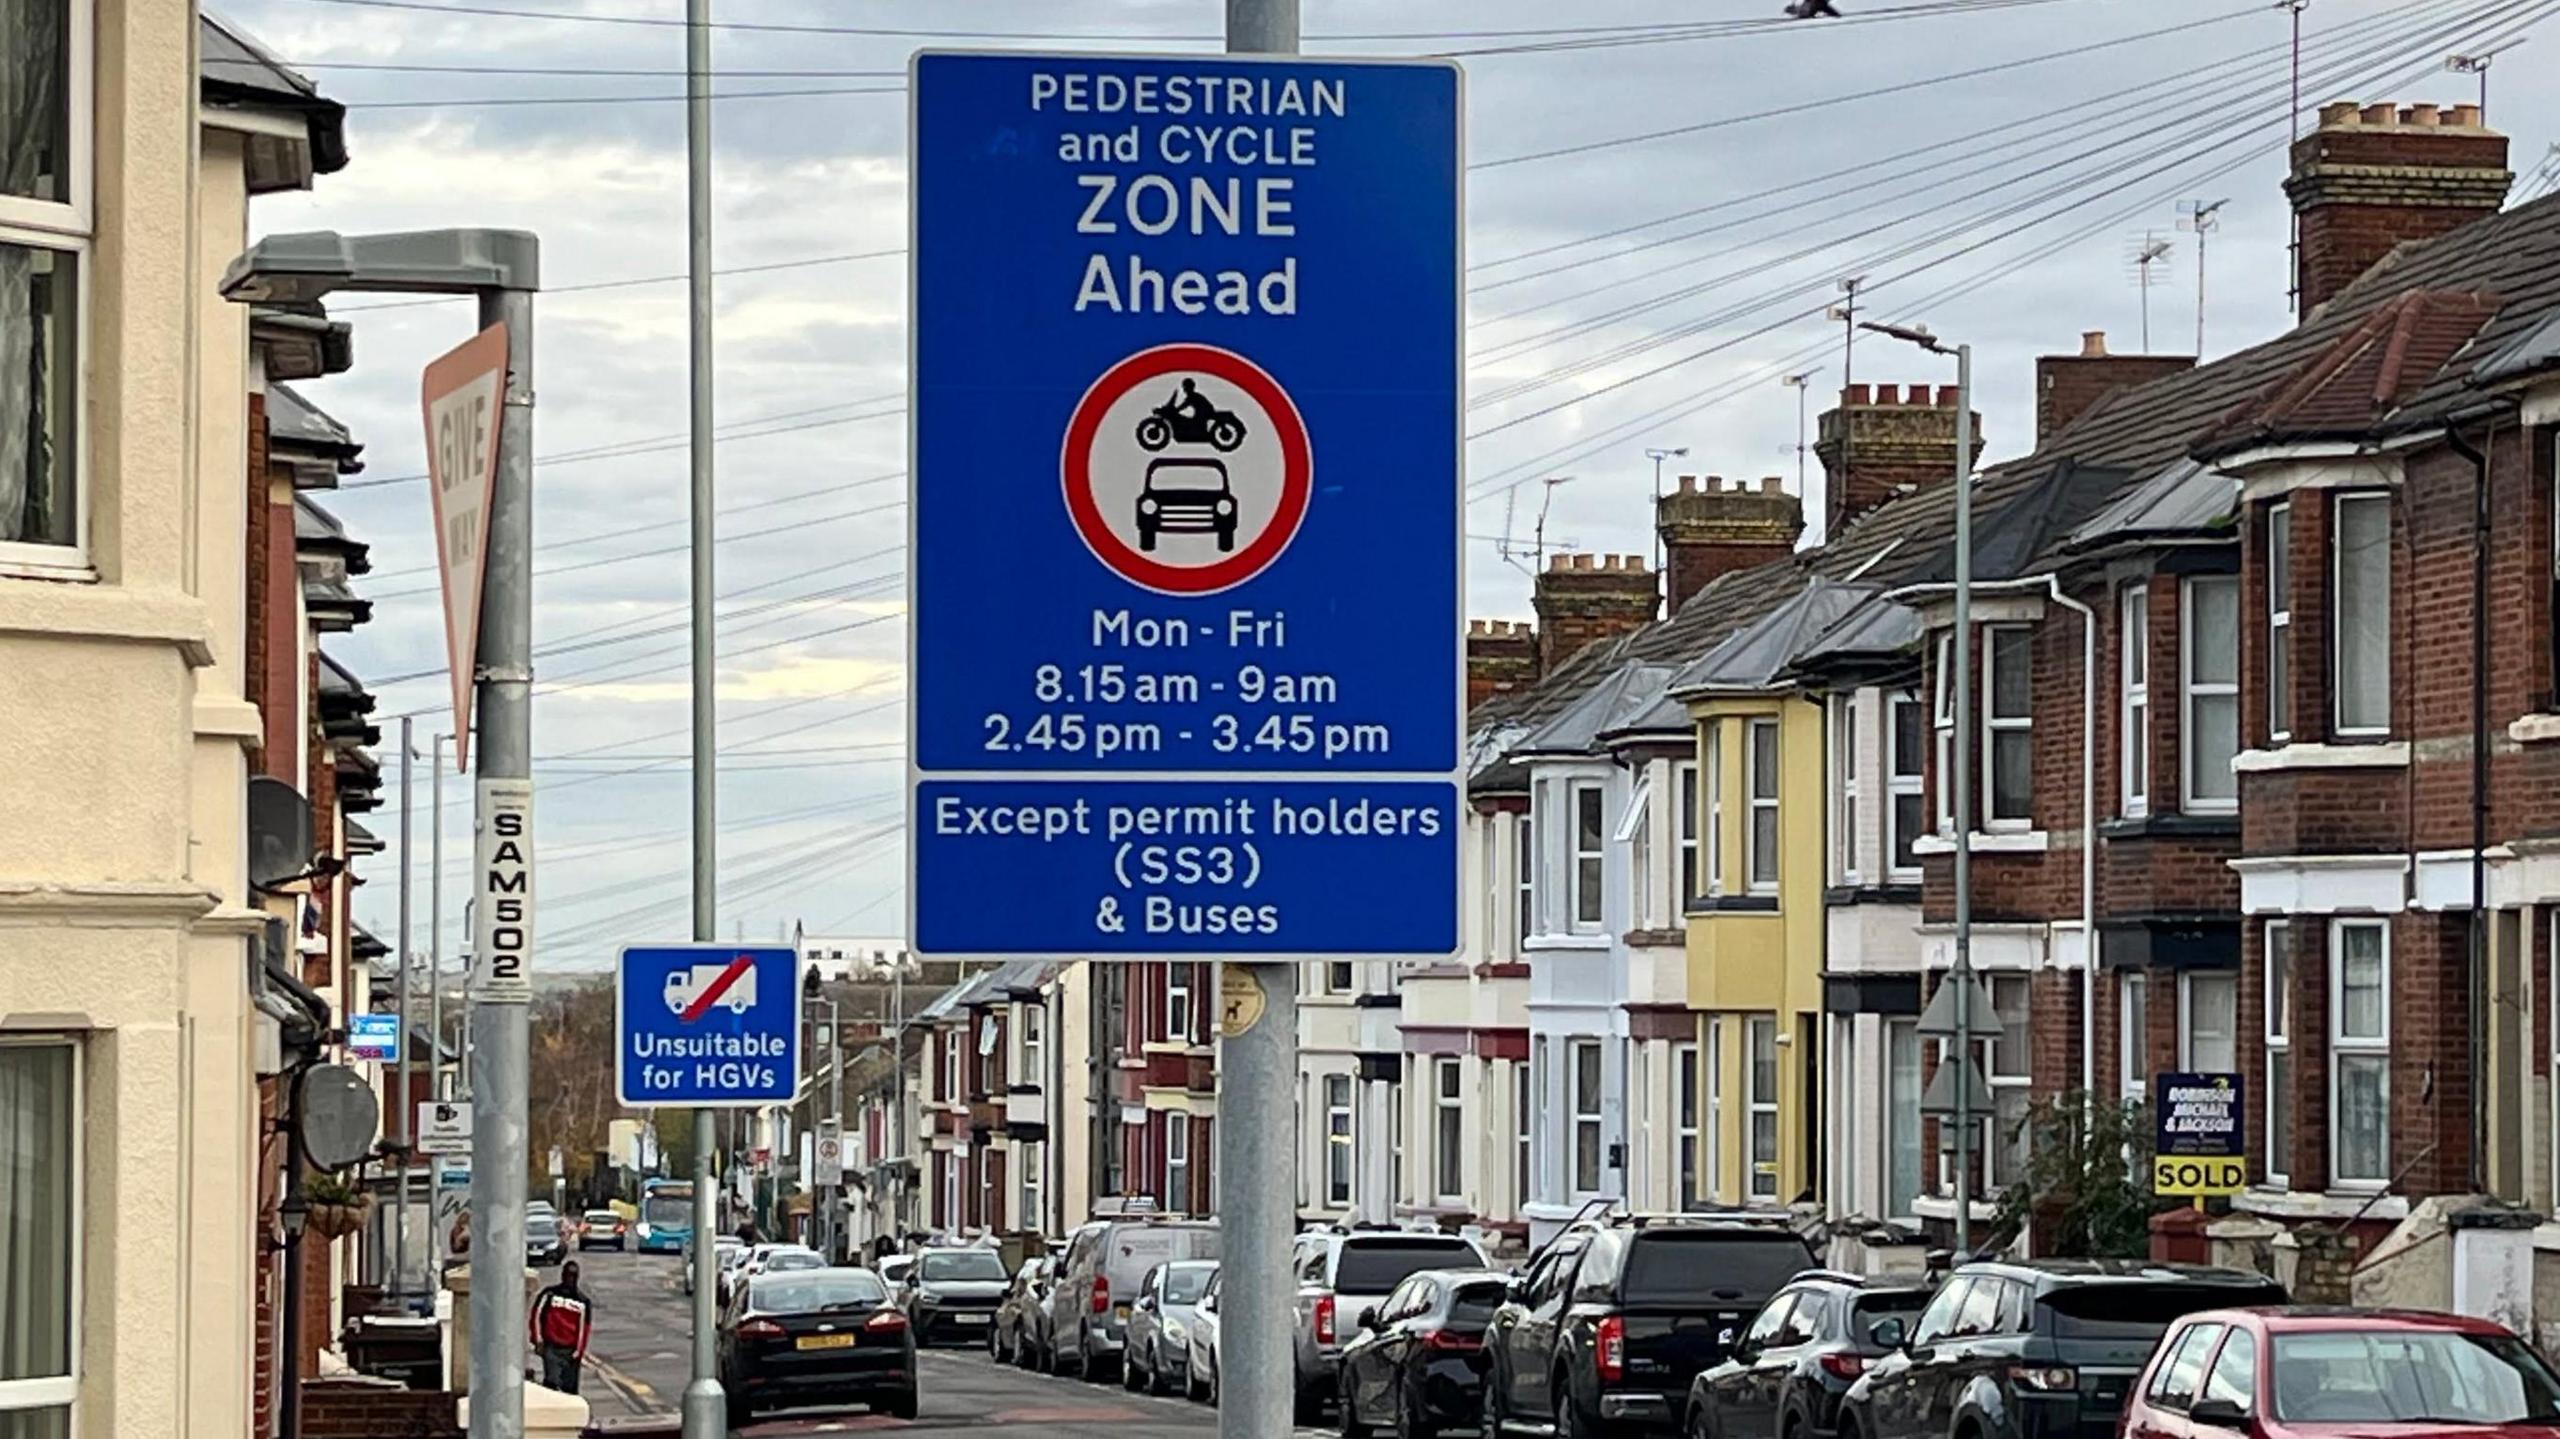 PEDESTRIAN
and CYCLE
ZONE
Ahead
Mon - Fri
8.15am - 9am
2.45pm - 3.45pm
Except permit holders
(SS3)
& Buses
GIVE
WAY
SAM502
Unsuitable
for HGVs
ROBINSON
MICHAEL
& JACKSON
SOLD